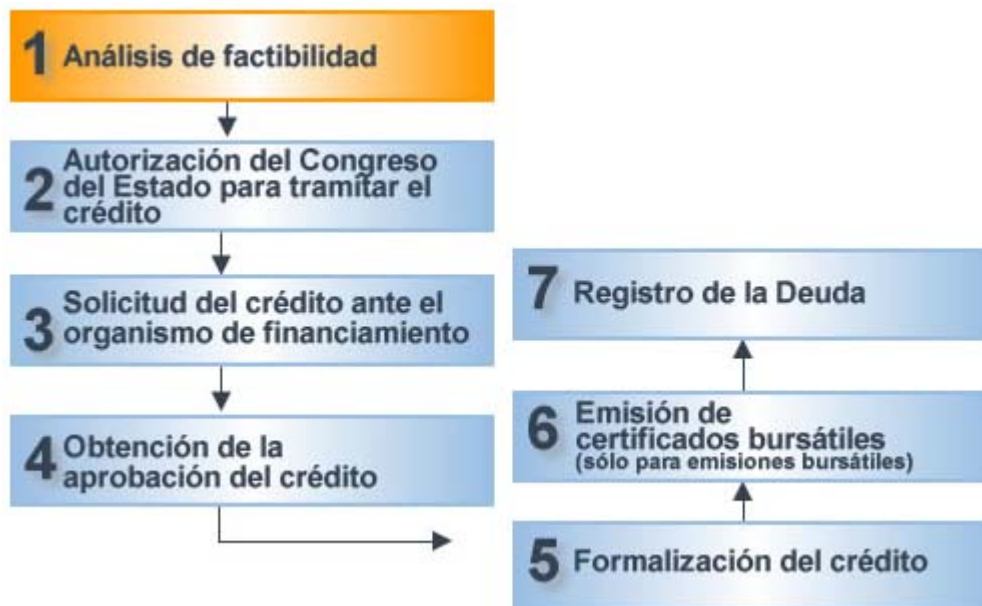 1 Análisis de factibilidad
2 Autorización del Congreso
del Estado para tramitar el
crédito
3 Solicitud del crédito ante el
organismo de financiamiento
4 Obtención de la
aprobación del crédito
5 Formalización del crédito
6 Emisión de
certificados bursátiles
(sólo para emisiones bursátiles)
7 Registro de la Deuda